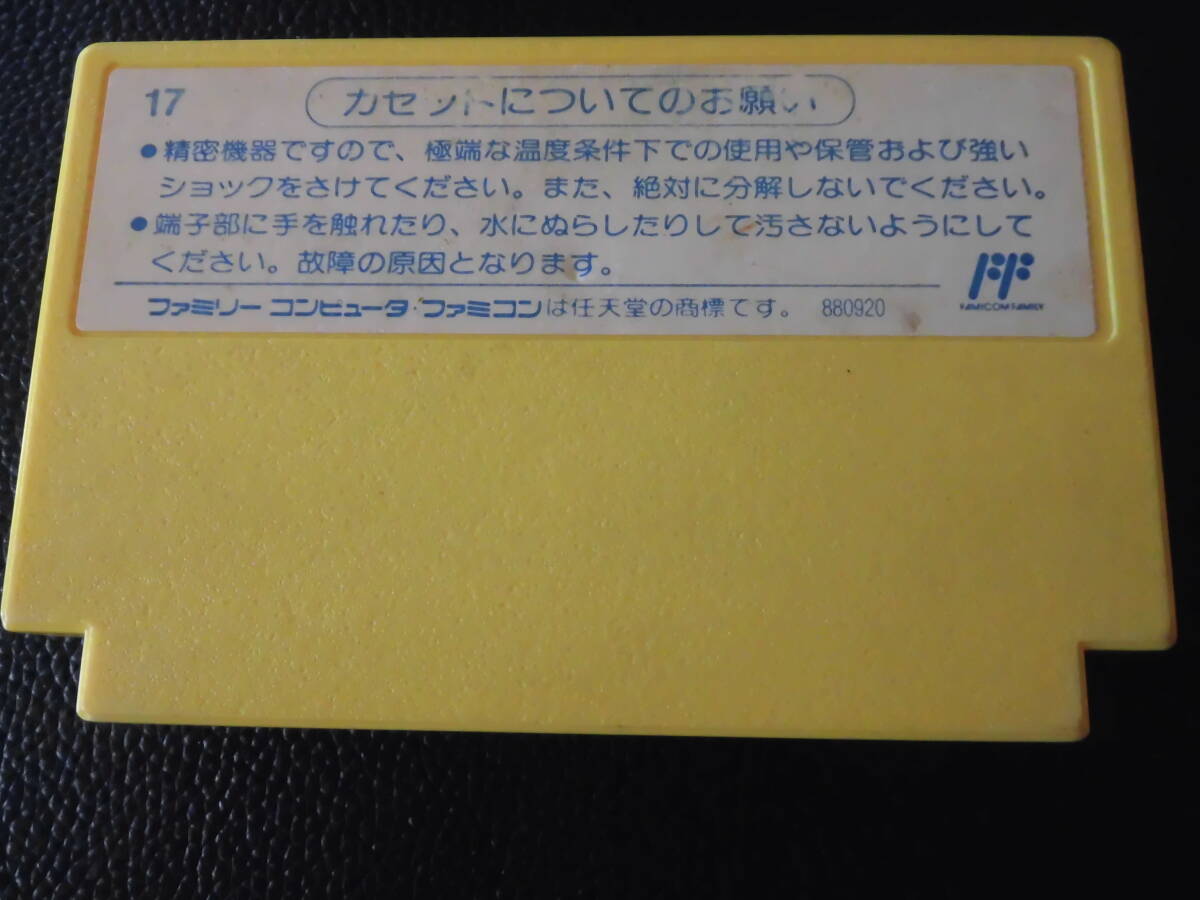 17
カセットについてのお願い
●精密機器ですので、極端な温度条件下での使用や保管および強い
ショックをさけてください。また、絶対に分解しないでください。
●端子部に手を触れたり、水にぬらしたりして汚さないようにして
ください。故障の原因となります。
FF
FAMICOM FAMILY
ファミリーコンピュータ・ファミコンは任天堂の商標です。 880920